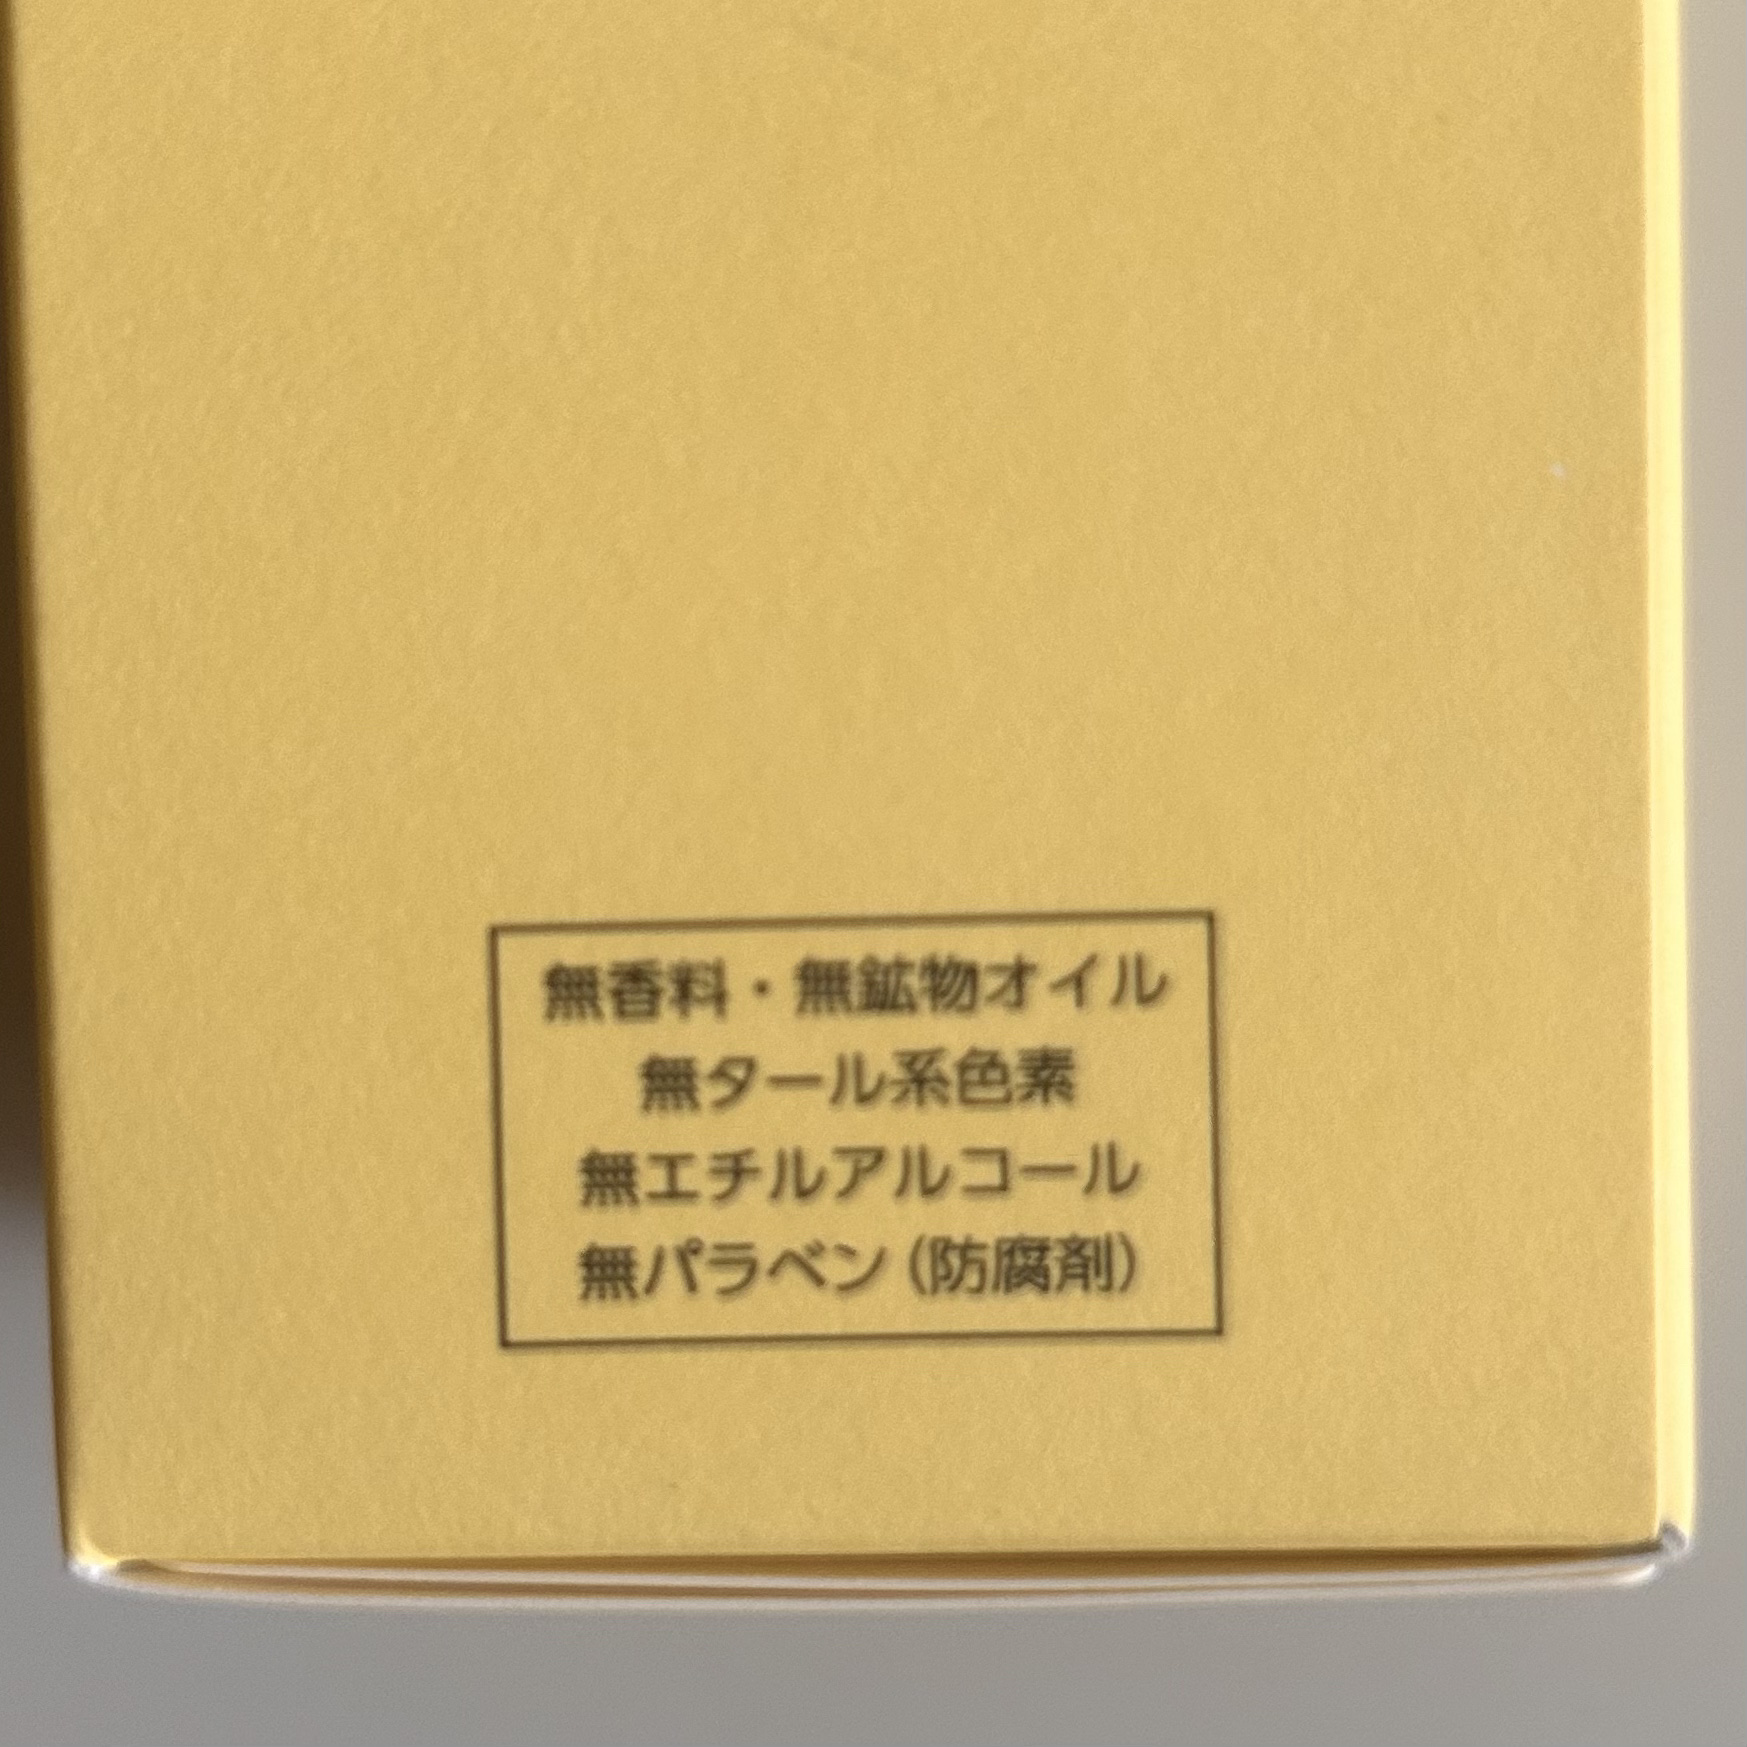 無香料・無鉱物オイル
無タール系色素
無エチルアルコール
無パラベン(防腐剤)